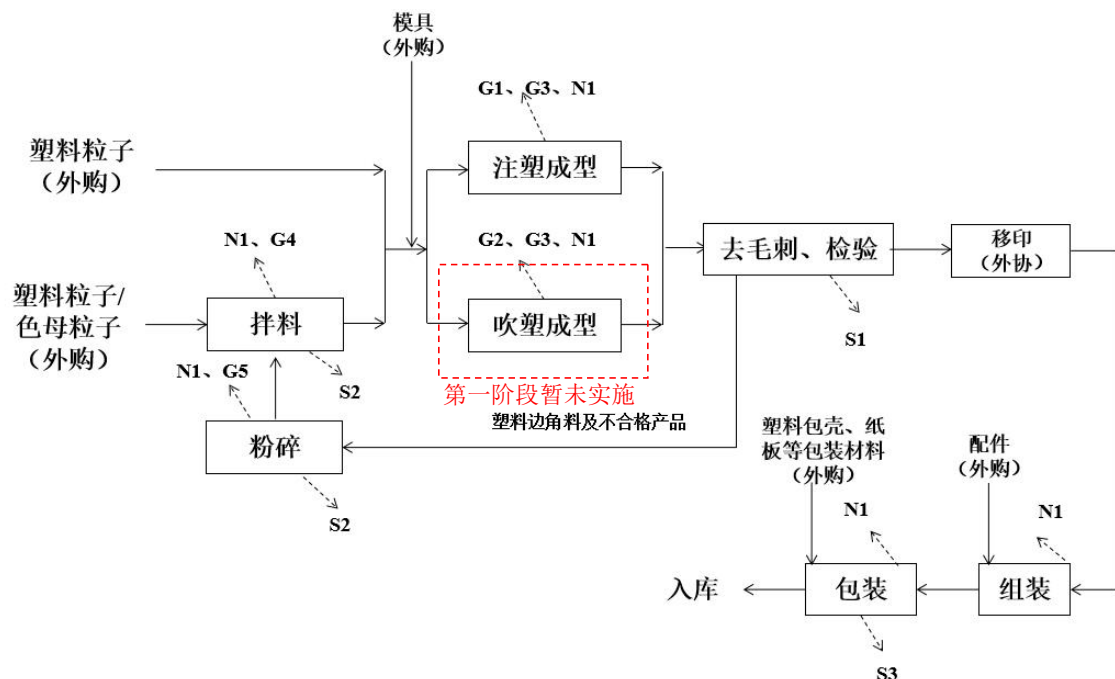 模具
（外购）
G1、G3、N1
塑料粒子
（外购）
注塑成型
N1、G4
G2、G3、N1
去毛刺、检验
移印
（外协）
塑料粒子/
色母粒子
（外购）
拌料
吹塑成型
S1
N1、G5
S2
第一阶段暂未实施
塑料边角料及不合格产品
粉碎
塑料包壳、纸
板等包装材料
（外购）
配件
（外购）
S2
N1
N1
入库
包装
组装
S3